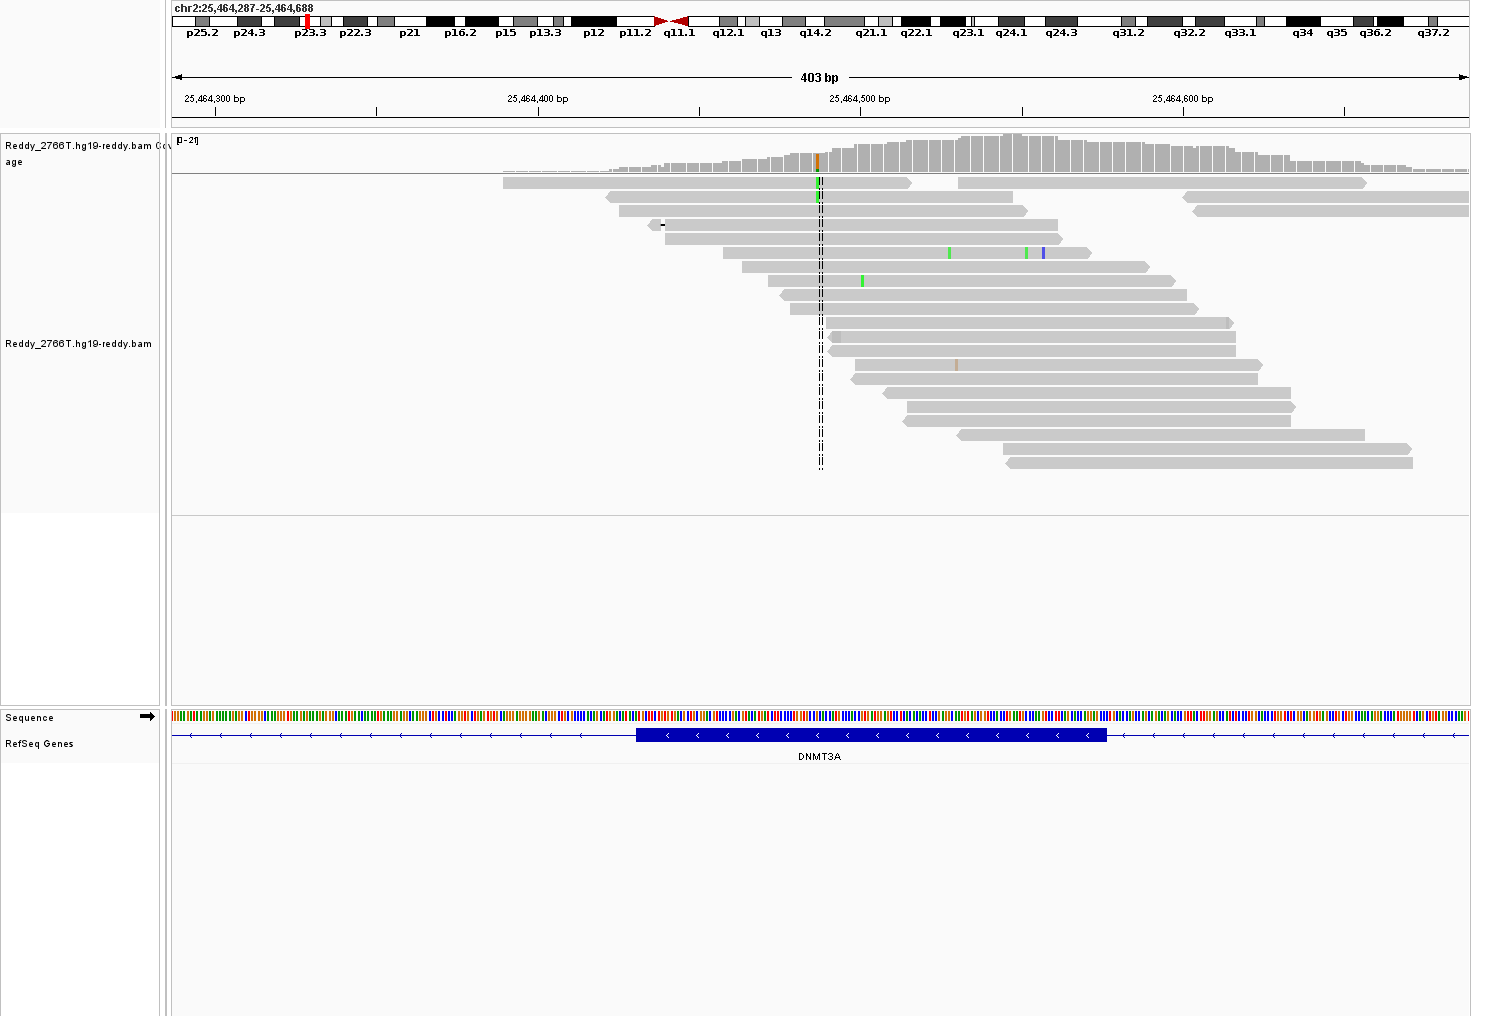 chr2:25,464,287-25,464,688
p25.2 p24.3 p23.3 p22.3 p21 p16.2 p15 p13.3 p12 p11.2 q11.1 q12.1 q13 q14.2 q21.1 q22.1 q23.1 q24.1 q24.3 q31.2 q32.2 q33.1 q34 q35 q36.2 q37.2
403 bp
25,464,300 bp 25,464,400 bp 25,464,500 bp 25,464,600 bp
[0-21]
Reddy_2766T.hg19-reddy.bam Cov
age
Reddy_2766T.hg19-reddy.bam
Sequence
RefSeq Genes
DNMT3A